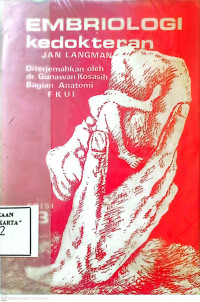 EMBRIOLOGI
kedokteran
JAN LANGMAN
Diterjemahkan oleh
dr Gunawan Kosasih
Bagian Anatomi
FKUI